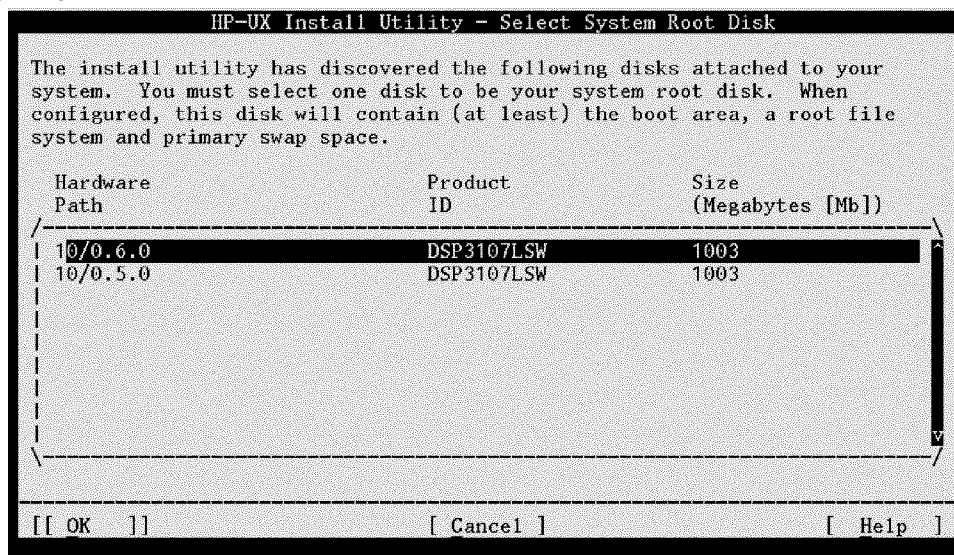 HP-UX Install Utility - Select System Root Disk
The install utility has discovered the following disks attached to your
system. You must select one disk to be your system root disk. When
configured, this disk will contain (at least) the boot area, a root file
system and primary swap space.
Hardware Product Size
Path ID (Megabytes [Mb])
10/0.6.0 DSP3107LSW 1003
10/0.5.0 DSP3107LSW 1003
[[ OK ]] [ Cancel ] [ Help ]